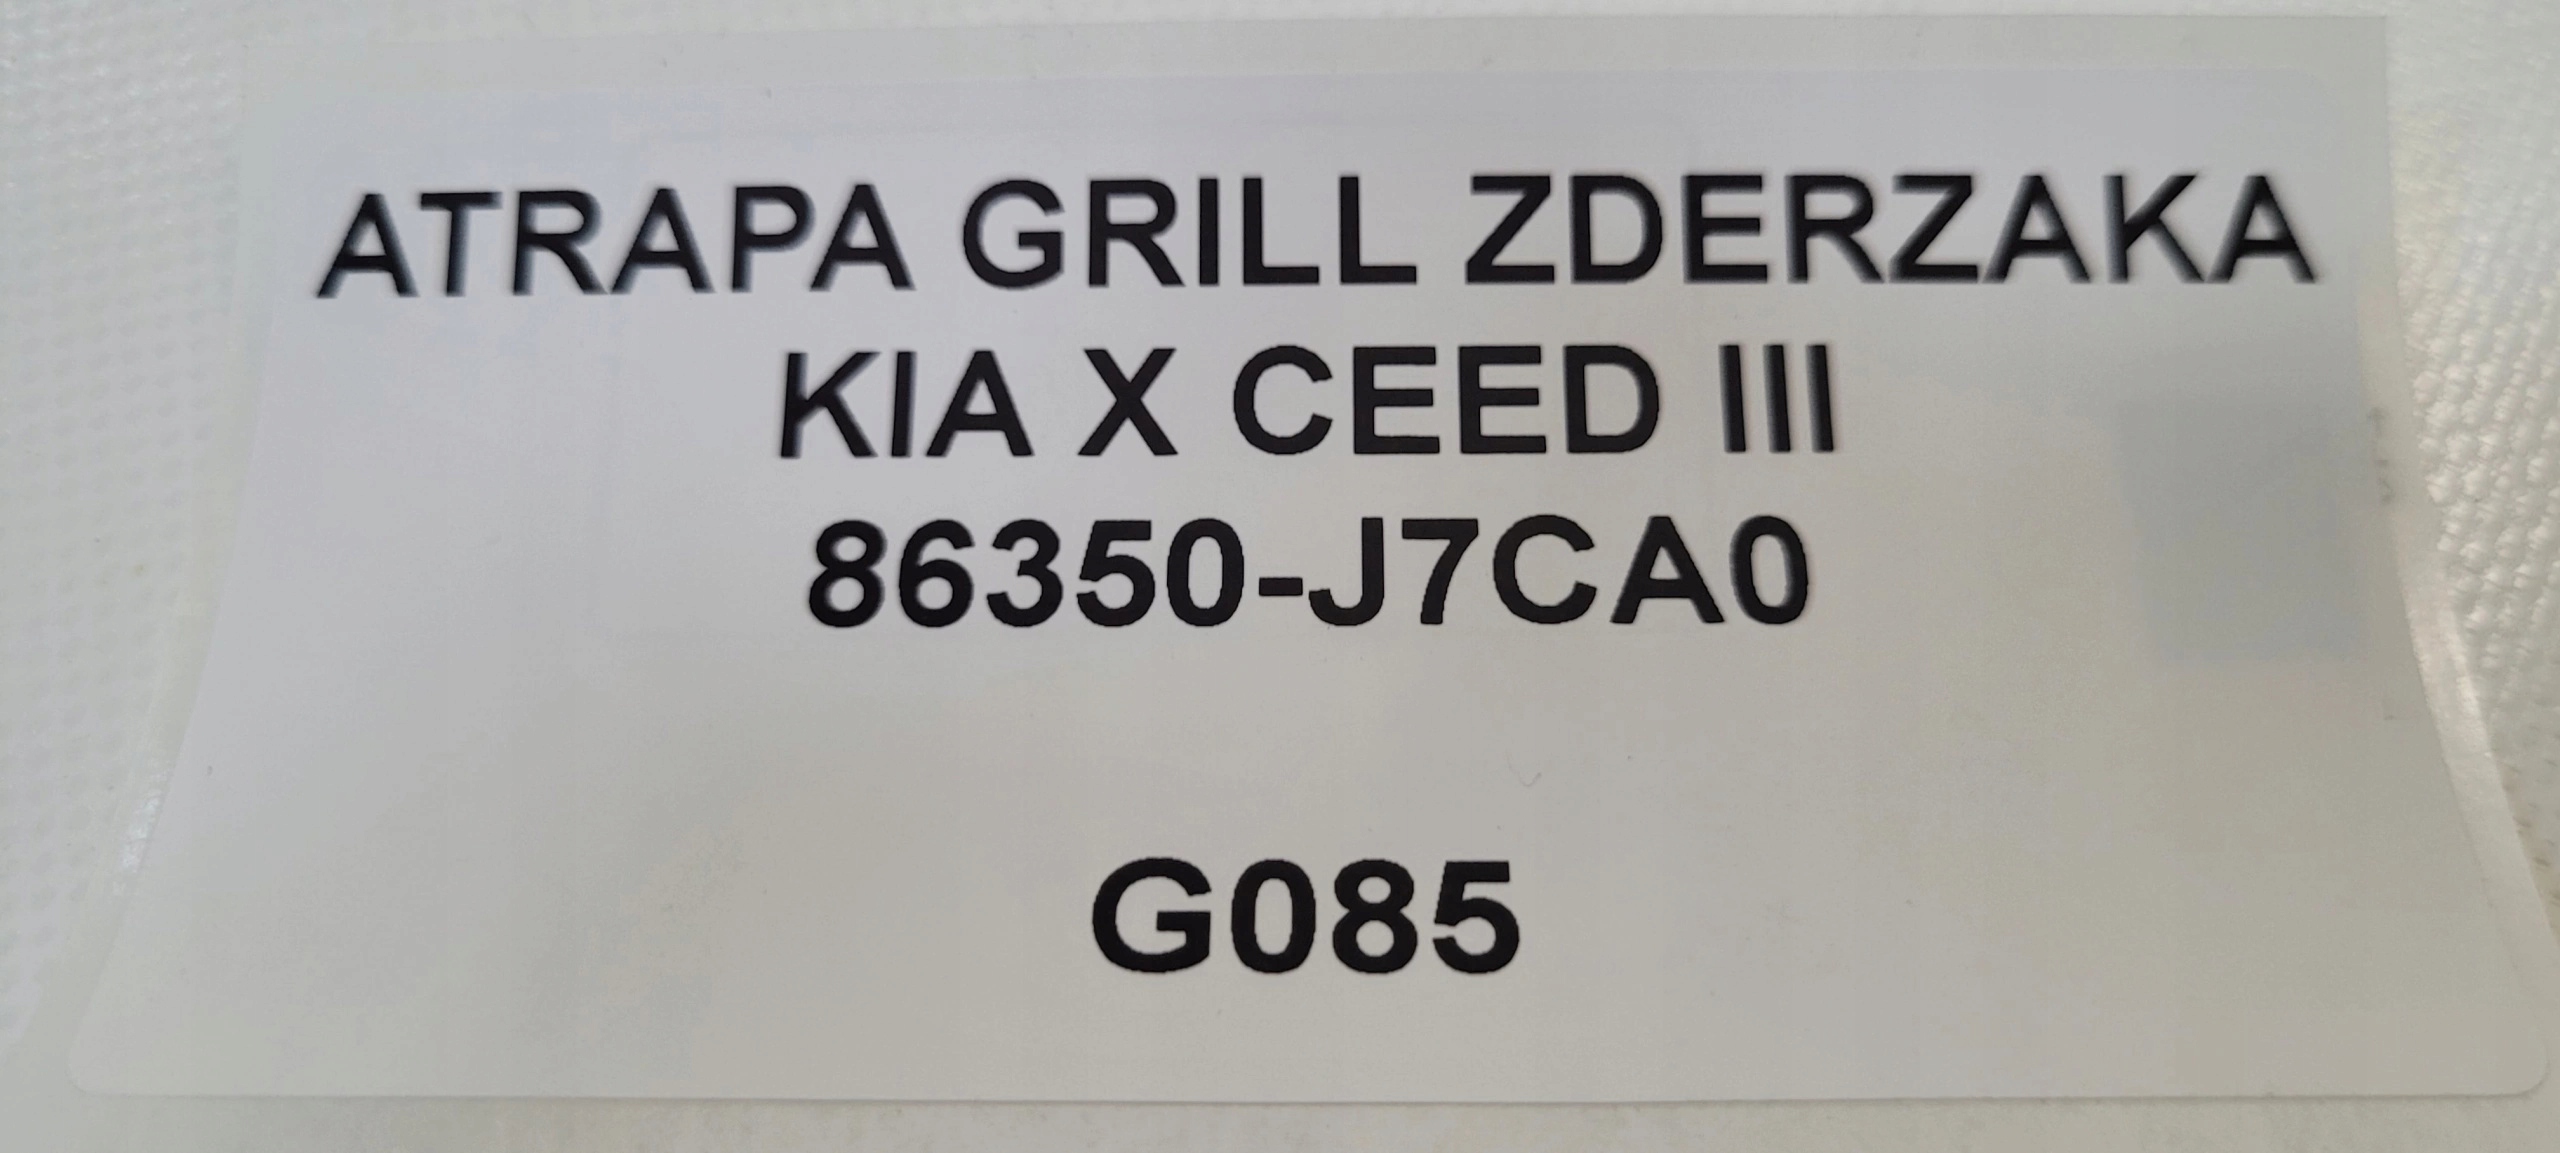 ATRAPA GRILL ZDERZAKA
KIA X CEED III
86350-J7CA0
G085